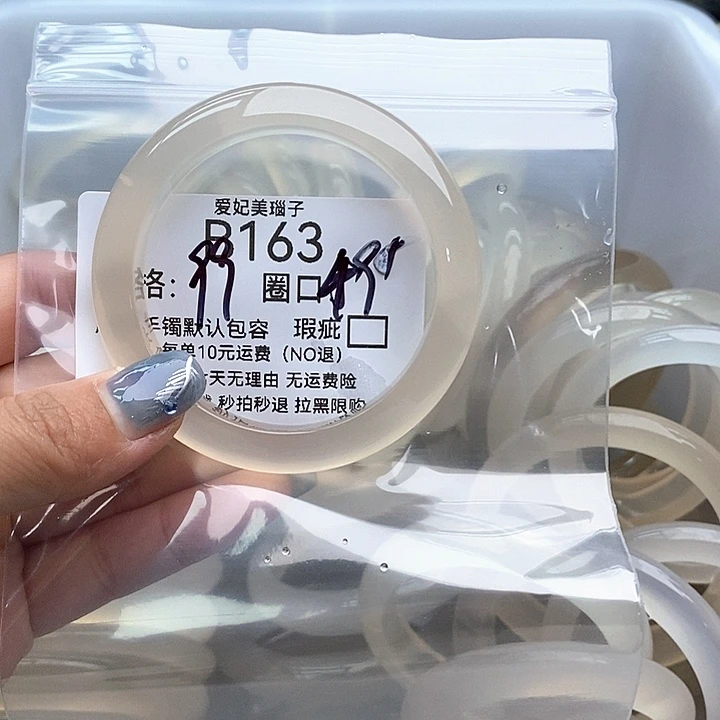 爱妃美瑙子
B163
格: 99 圈口
手镯默认包容 瑕疵
每单10元运费（NO退）
天无理由 无运费险
秒拍秒退 拉黑限购